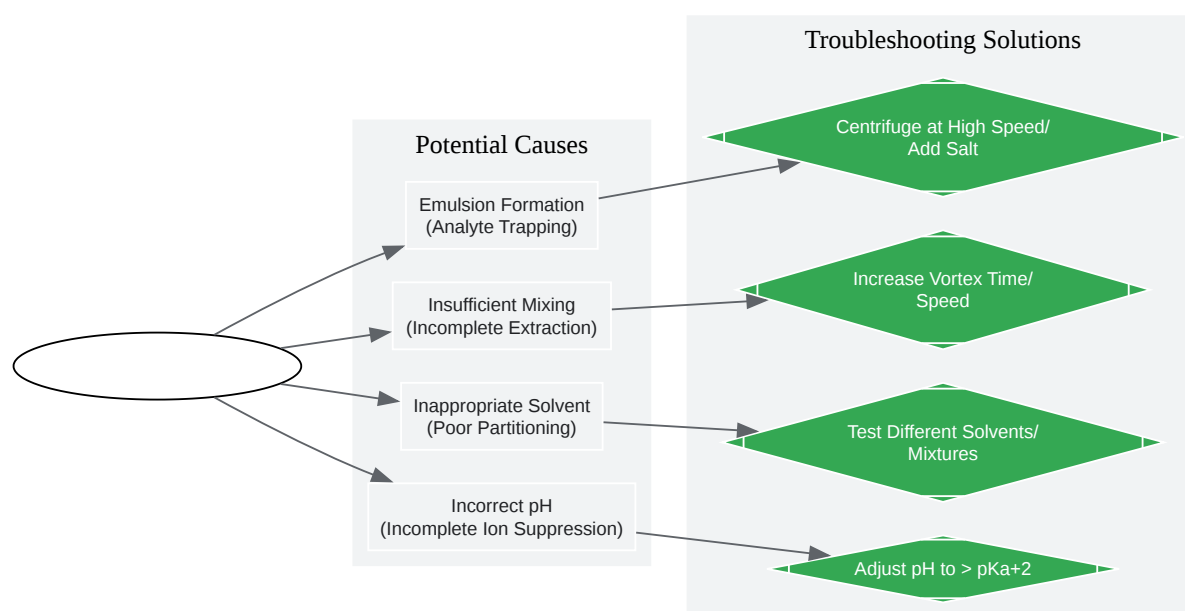 Troubleshooting Solutions
Potential Causes
Centrifuge at High Speed/
Add Salt
Emulsion Formation
(Analyte Trapping)
Increase Vortex Time/
Speed
Insufficient Mixing
(Incomplete Extraction)
Inappropriate Solvent
(Poor Partitioning)
Test Different Solvents/
Mixtures
Incorrect pH
(Incomplete Ion Suppression)
Adjust pH to > pKa+2